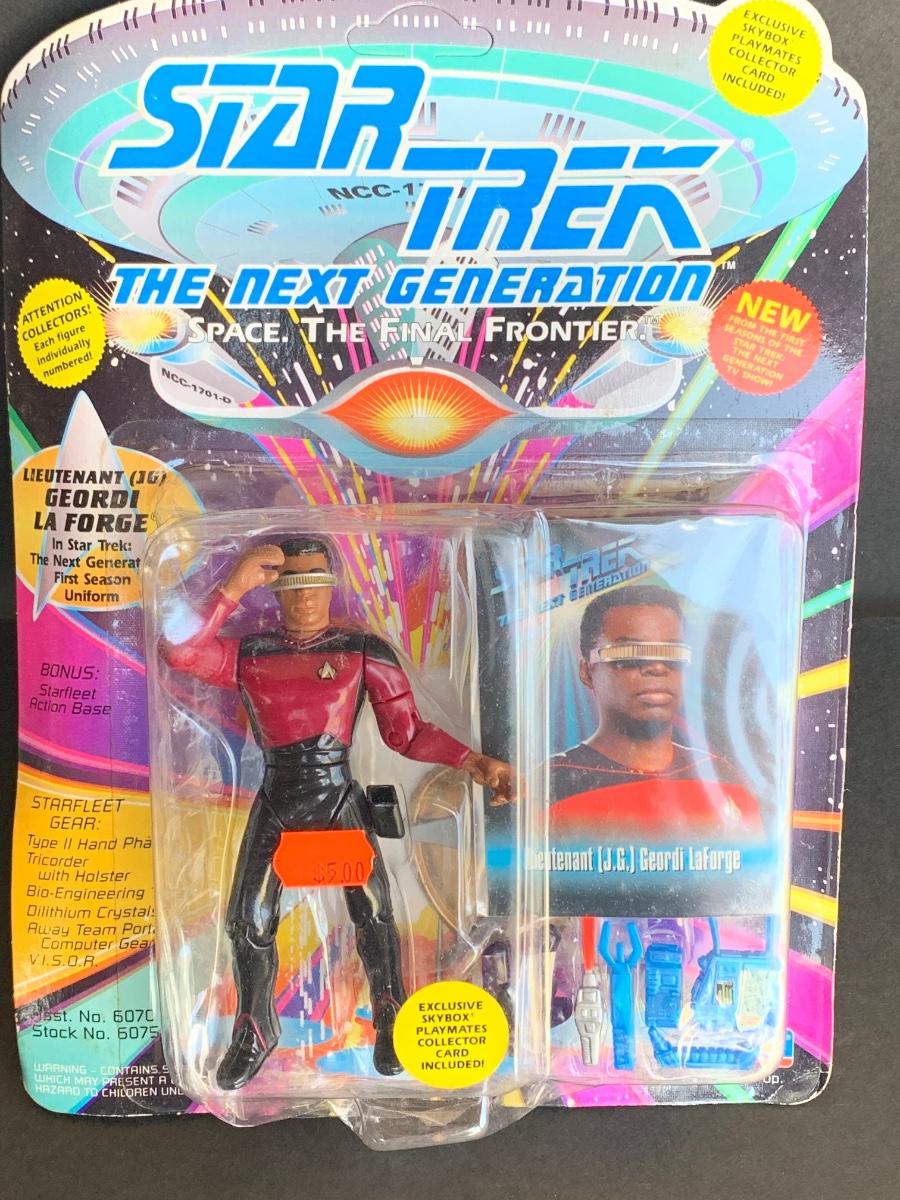 EXCLUSIVE
SKYBOX®
PLAYMATES
COLLECTOR
CARD
INCLUDED!
STAR
TREK®
NCC-1
THE NEXT GENERATION™
SPACE. THE FINAL FRONTIER.™
ATTENTION
COLLECTORS!
Each figure
individually
numbered!
NEW
FROM THE FIRST
SEASONS OF THE
STAR TREK:
THE NEXT
GENERATION
TV SHOW!
NCC-1701-D
LIEUTENANT (JG)
GEORDI
LA FORGE
In Star Trek:
The Next Generat
First Season
Uniform
BONUS:
Starfleet
Action Base
STARFLEET
GEAR:
Type II Hand Pha
Tricorder
with Holster
Bio-Engineering
Dilithium Crystals
Away Team Port
Computer Gear
V.I.S.O.R.
STAR TREK
THE NEXT GENERATION
Lieutenant (J.G.) Geordi LaForge
$5.00
EXCLUSIVE
SKYBOX®
PLAYMATES
COLLECTOR
CARD
INCLUDED!
Asst. No. 6070
Stock No. 6075
WARNING - CONTAINS S
WHICH MAY PRESENT A
HAZARD TO CHILDREN UN
up.